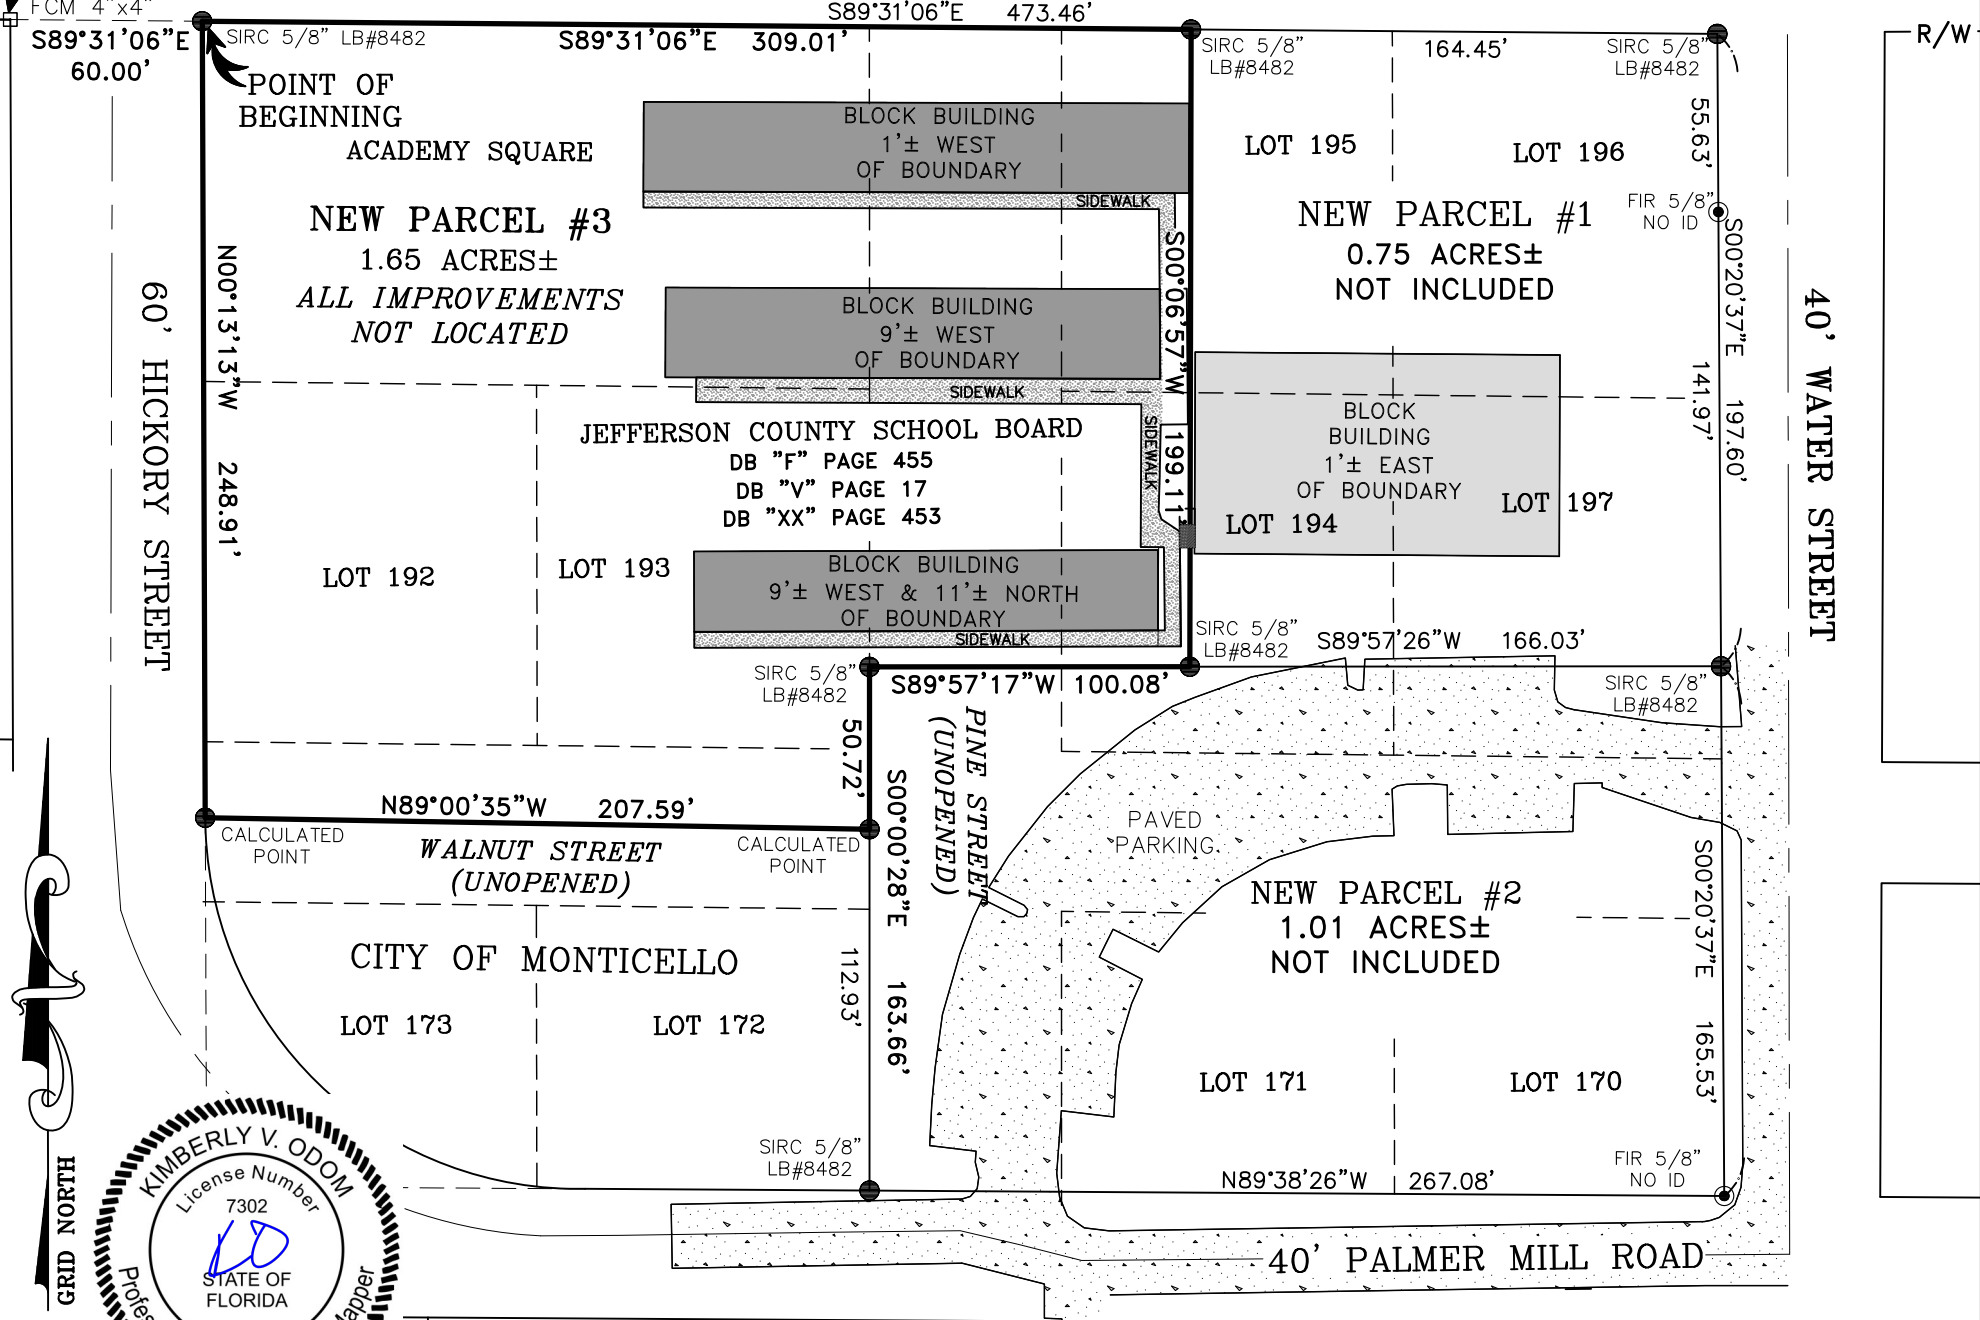 FCM 4"x4"
S89°31'06"E
60.00'
SIRC 5/8" LB#8482
POINT OF
BEGINNING
S89°31'06"E 473.46'
S89°31'06"E 309.01'
SIRC 5/8"
LB#8482
164.45'
SIRC 5/8"
LB#8482
R/W
ACADEMY SQUARE
NEW PARCEL #3
1.65 ACRES±
ALL IMPROVEMENTS
NOT LOCATED
BLOCK BUILDING
1'± WEST
OF BOUNDARY
SIDEWALK
LOT 195
LOT 196
55.63'
FIR 5/8"
NO ID
NEW PARCEL #1
0.75 ACRES±
NOT INCLUDED
60' HICKORY STREET
N00°13'13"W 248.91'
BLOCK BUILDING
9'± WEST
OF BOUNDARY
SIDEWALK
S00°06'57"W 199.11'
S00°20'37"E 197.60'
141.97'
40' WATER STREET
JEFFERSON COUNTY SCHOOL BOARD
DB "F" PAGE 455
DB "V" PAGE 17
DB "XX" PAGE 453
SIDEWALK
BLOCK
BUILDING
1'± EAST
OF BOUNDARY
LOT 197
LOT 194
LOT 192
LOT 193
BLOCK BUILDING
9'± WEST & 11'± NORTH
OF BOUNDARY
SIDEWALK
SIRC 5/8"
LB#8482
S89°57'26"W 166.03'
SIRC 5/8"
LB#8482
S89°57'17"W 100.08'
SIRC 5/8"
LB#8482
50.72'
PINE STREET
(UNOPENED)
N89°00'35"W 207.59'
CALCULATED
POINT
WALNUT STREET
(UNOPENED)
CALCULATED
POINT
S00°00'28"E 163.66'
112.93'
PAVED
PARKING
NEW PARCEL #2
1.01 ACRES±
NOT INCLUDED
S00°20'37"E 165.53'
CITY OF MONTICELLO
LOT 173
LOT 172
LOT 171
LOT 170
SIRC 5/8"
LB#8482
N89°38'26"W 267.08'
FIR 5/8"
NO ID
40' PALMER MILL ROAD
GRID NORTH
KIMBERLY V. ODOM
License Number
7302
STATE OF
FLORIDA